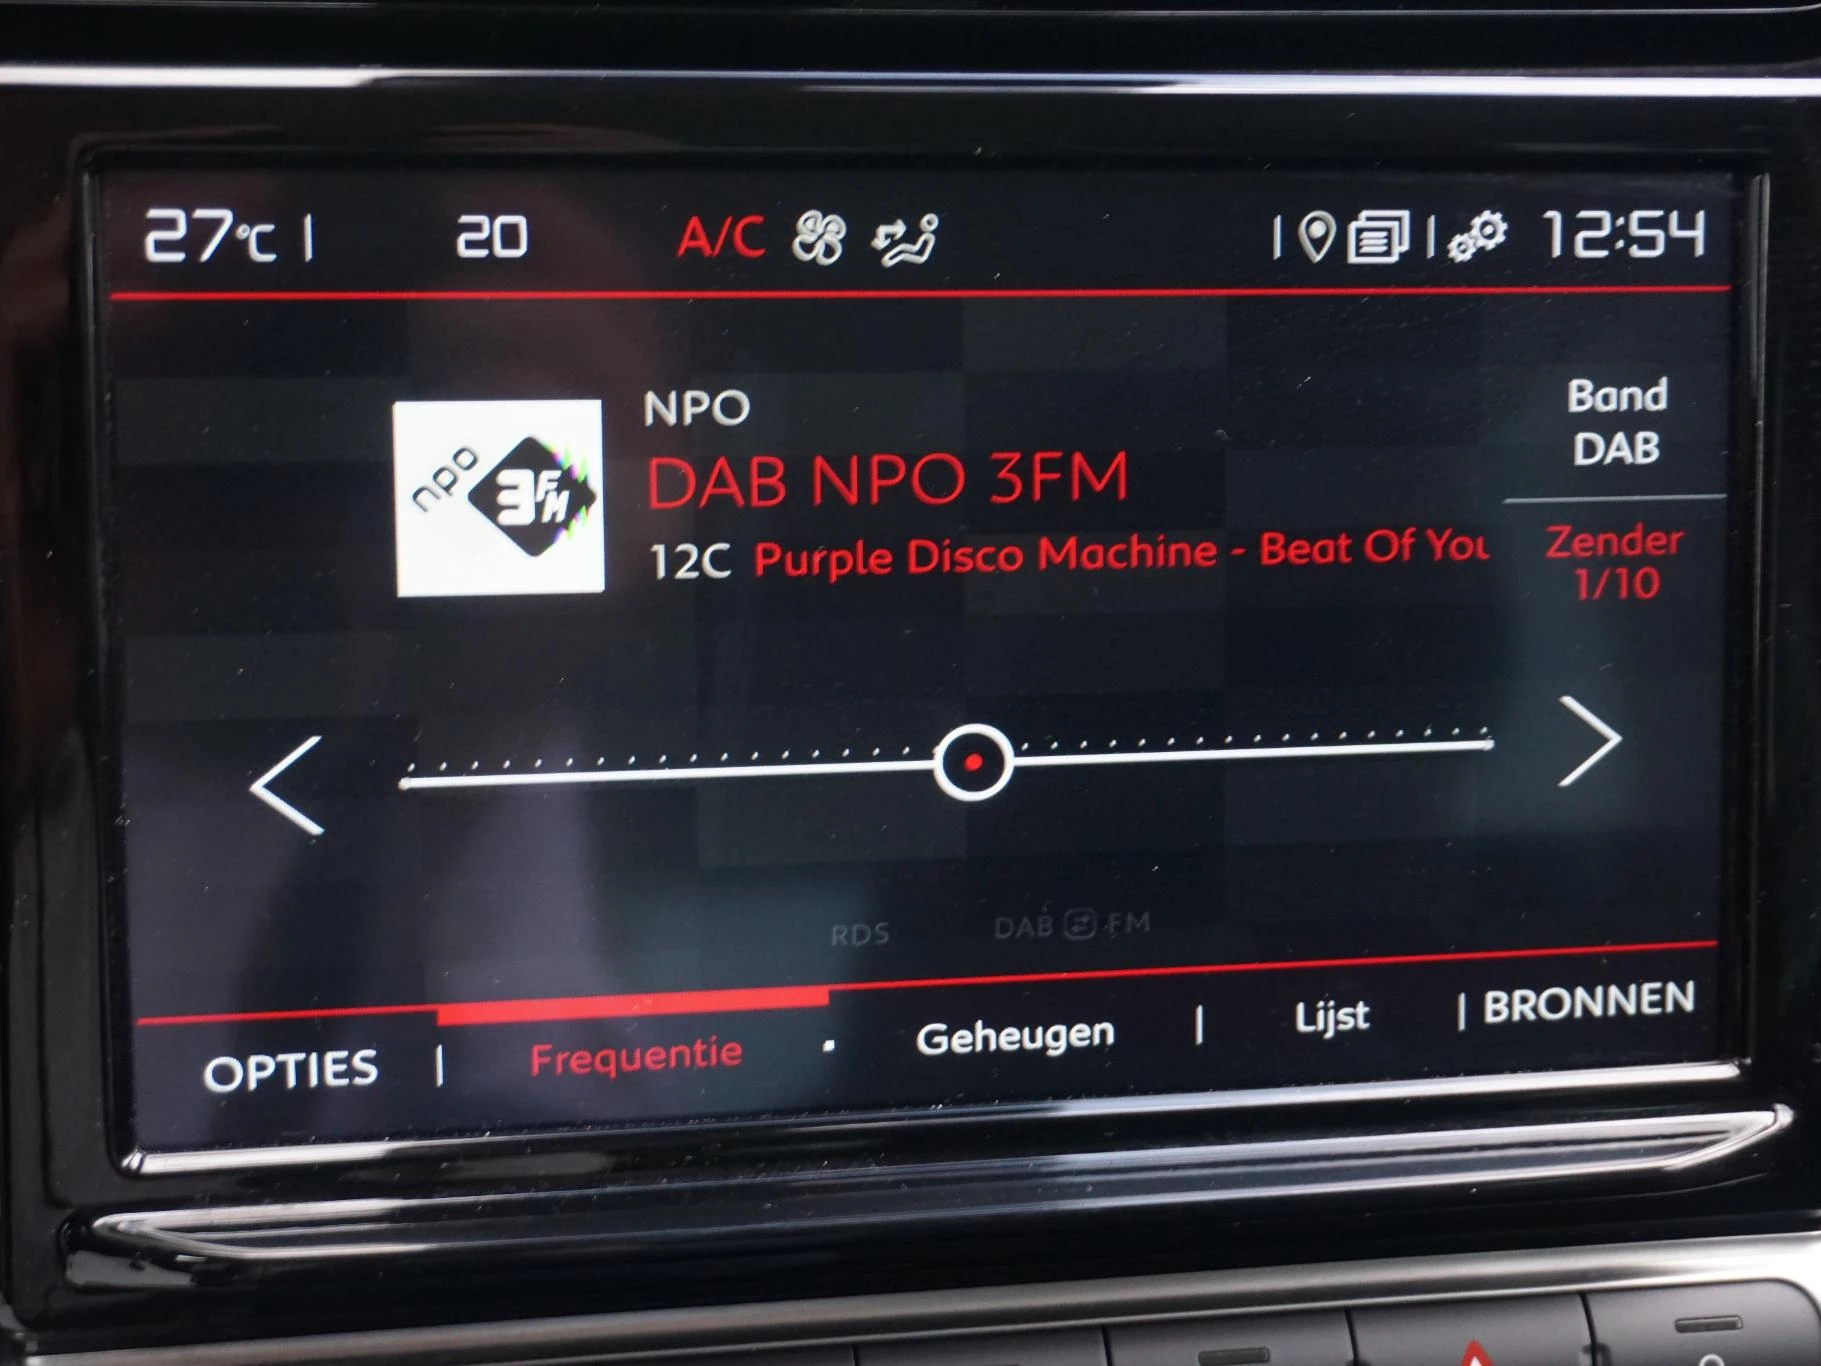 27°C | 20 A/C | | 12:54
NPO
DAB NPO 3FM
12C Purple Disco Machine - Beat Of You
npo 3FM
Band
DAB
Zender
1/10
RDS DAB FM
OPTIES | Frequentie Geheugen | Lijst | BRONNEN